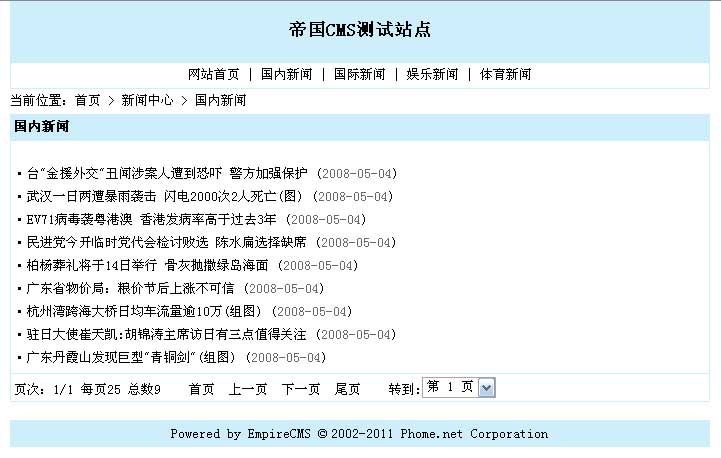 帝国CMS测试站点
网站首页 | 国内新闻 | 国际新闻 | 娱乐新闻 | 体育新闻
当前位置：首页 > 新闻中心 > 国内新闻
国内新闻
·台"金援外交"丑闻涉案人遭到恐吓 警方加强保护 (2008-05-04)
·武汉一日两遭暴雨袭击 闪电2000次2人死亡(图) (2008-05-04)
·EV71病毒袭粤港澳 香港发病率高于过去3年 (2008-05-04)
·民进党今开临时党代会检讨败选 陈水扁选择缺席 (2008-05-04)
·柏杨葬礼将于14日举行 骨灰抛撒绿岛海面 (2008-05-04)
·广东省物价局：粮价节后上涨不可信 (2008-05-04)
·杭州湾跨海大桥日均车流量逾10万(组图) (2008-05-04)
·驻日大使崔天凯:胡锦涛主席访日有三点值得关注 (2008-05-04)
·广东丹霞山发现巨型"青铜剑"(组图) (2008-05-04)
页次：1/1 每页25 总数9 首页 上一页 下一页 尾页 转到:第 1 页
Powered by EmpireCMS © 2002-2011 Phome.net Corporation